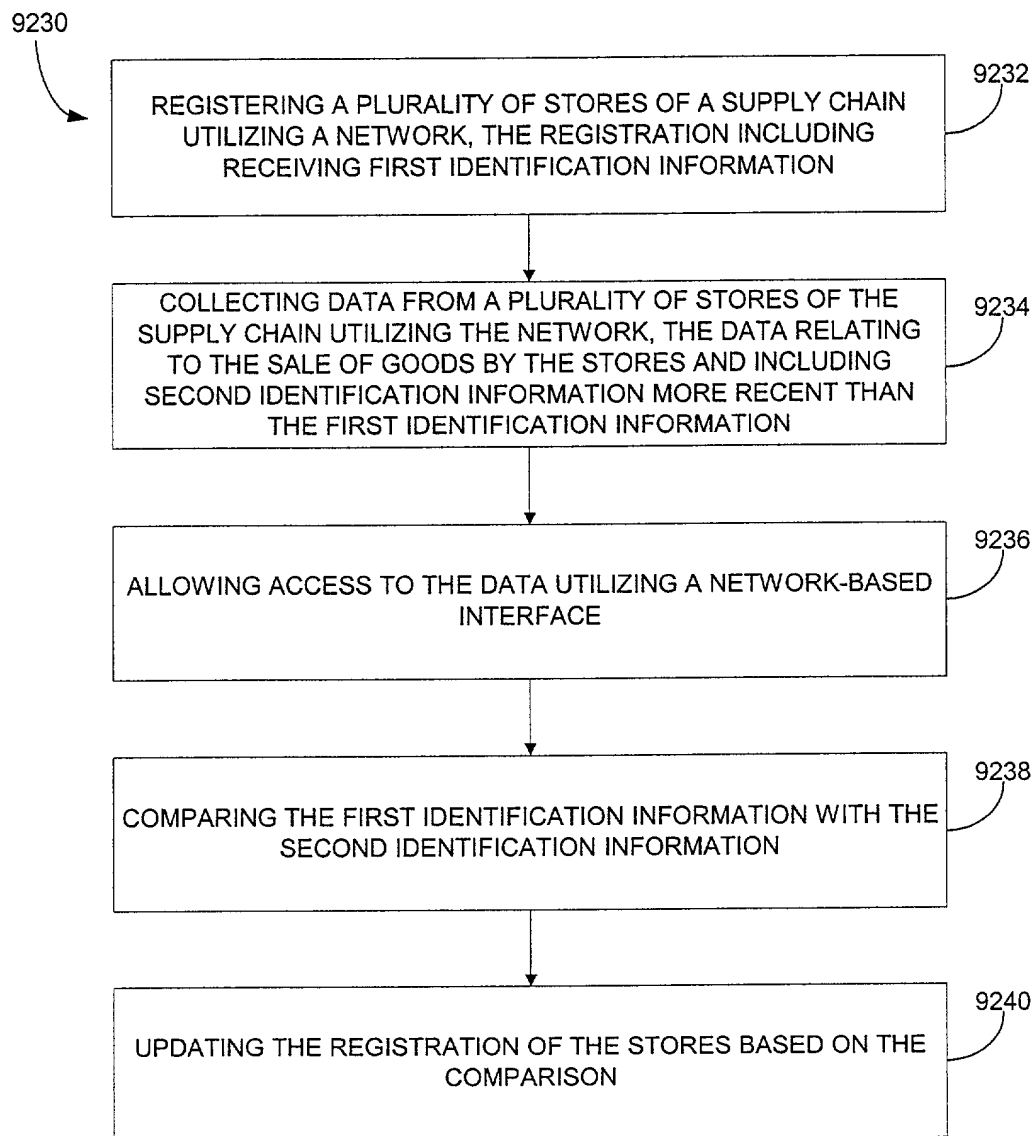 9230
9232
REGISTERING A PLURALITY OF STORES OF A SUPPLY CHAIN
UTILIZING A NETWORK, THE REGISTRATION INCLUDING
RECEIVING FIRST IDENTIFICATION INFORMATION
9234
COLLECTING DATA FROM A PLURALITY OF STORES OF THE
SUPPLY CHAIN UTILIZING THE NETWORK, THE DATA RELATING
TO THE SALE OF GOODS BY THE STORES AND INCLUDING
SECOND IDENTIFICATION INFORMATION MORE RECENT THAN
THE FIRST IDENTIFICATION INFORMATION
9236
ALLOWING ACCESS TO THE DATA UTILIZING A NETWORK-BASED
INTERFACE
9238
COMPARING THE FIRST IDENTIFICATION INFORMATION WITH THE
SECOND IDENTIFICATION INFORMATION
9240
UPDATING THE REGISTRATION OF THE STORES BASED ON THE
COMPARISON